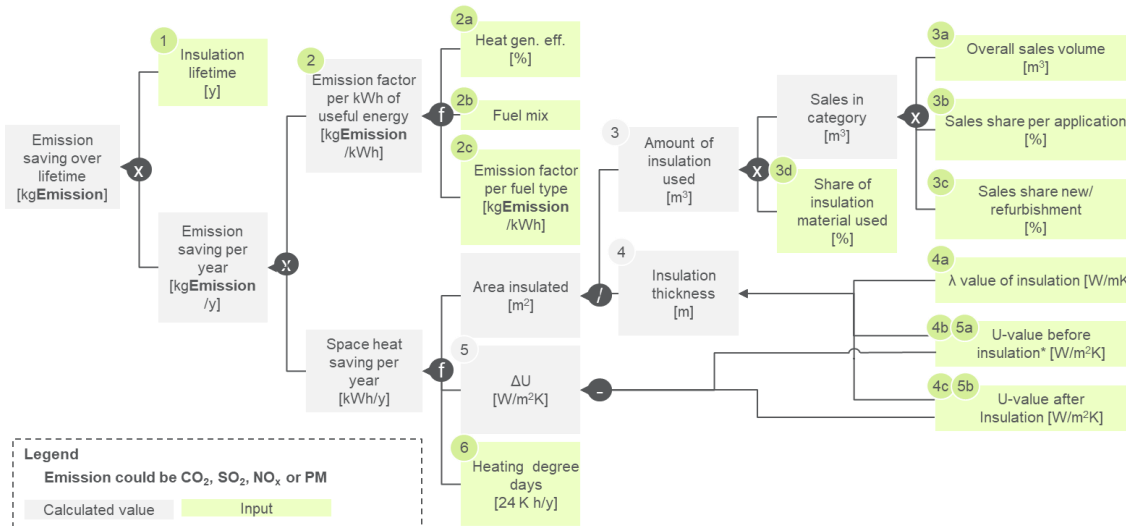 Emission
saving over
lifetime
[kgEmission]
x
1
Insulation
lifetime
[y]
Emission
saving per
year
[kgEmission
/y]
x
2
Emission factor
per kWh of
useful energy
[kgEmission
/kWh]
f
2a
Heat gen. eff.
[%]
2b
Fuel mix
2c
Emission factor
per fuel type
[kgEmission
/kWh]
Space heat
saving per
year
[kWh/y]
f
Area insulated
[m²]
/
3
Amount of
insulation
used
[m³]
x
Sales in
category
[m³]
x
3a
Overall sales volume
[m³]
3b
Sales share per application
[%]
3c
Sales share new/
refurbishment
[%]
3d
Share of
insulation
material used
[%]
4
Insulation
thickness
[m]
4a
λ value of insulation [W/mK]
4b 5a
U-value before
insulation* [W/m²K]
4c 5b
U-value after
Insulation [W/m²K]
5
ΔU
[W/m²K]
-
6
Heating degree
days
[24 K h/y]
Legend
Emission could be CO₂, SO₂, NOₓ or PM
Calculated value
Input